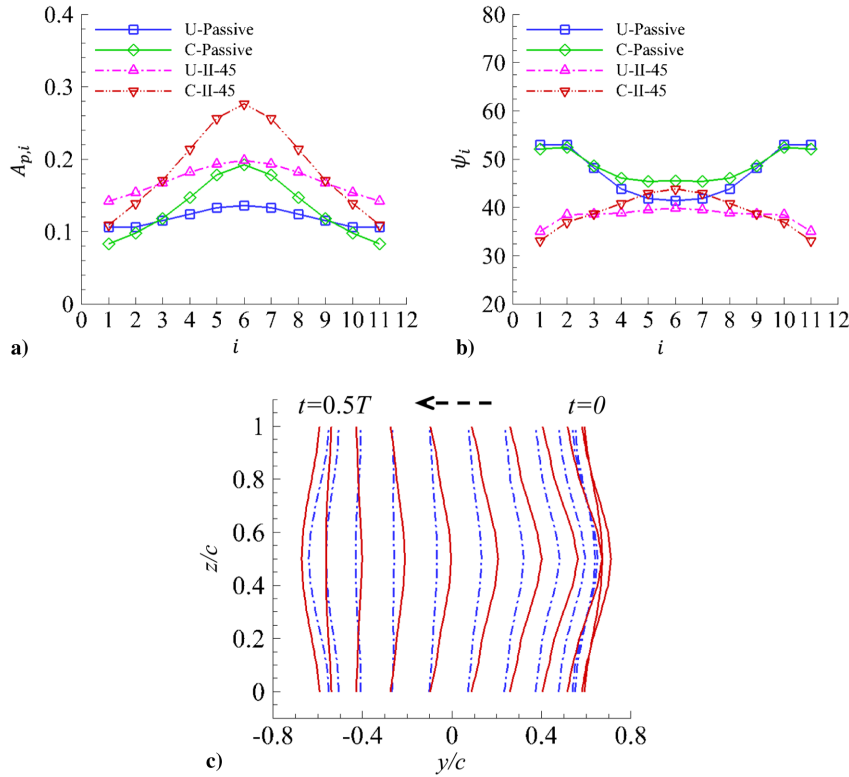 0.4
U-Passive
C-Passive
U-II-45
C-II-45
0.3
A_{p,i}
0.2
0.1
0
0 1 2 3 4 5 6 7 8 9 10 11 12
a)
i
80
U-Passive
C-Passive
U-II-45
C-II-45
70
60
ψ_i
50
40
30
20
0 1 2 3 4 5 6 7 8 9 10 11 12
b)
i
t=0.5T
t=0
1
0.8
0.6
z/c
0.4
0.2
0
-0.8 -0.4 0 0.4 0.8
c)
y/c